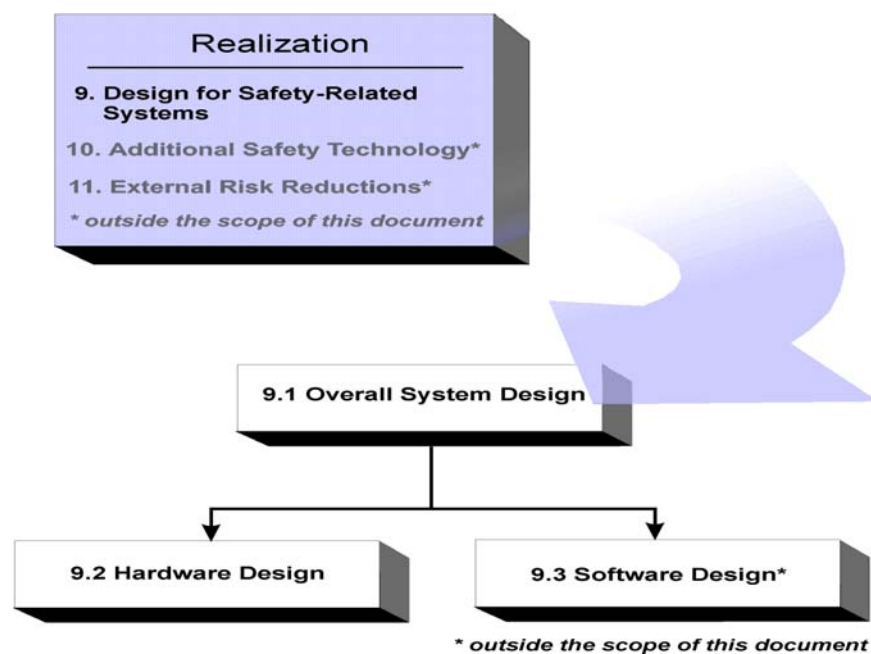 Realization
9. Design for Safety-Related
Systems
10. Additional Safety Technology*
11. External Risk Reductions*
* outside the scope of this document
9.1 Overall System Design
9.2 Hardware Design
9.3 Software Design*
* outside the scope of this document